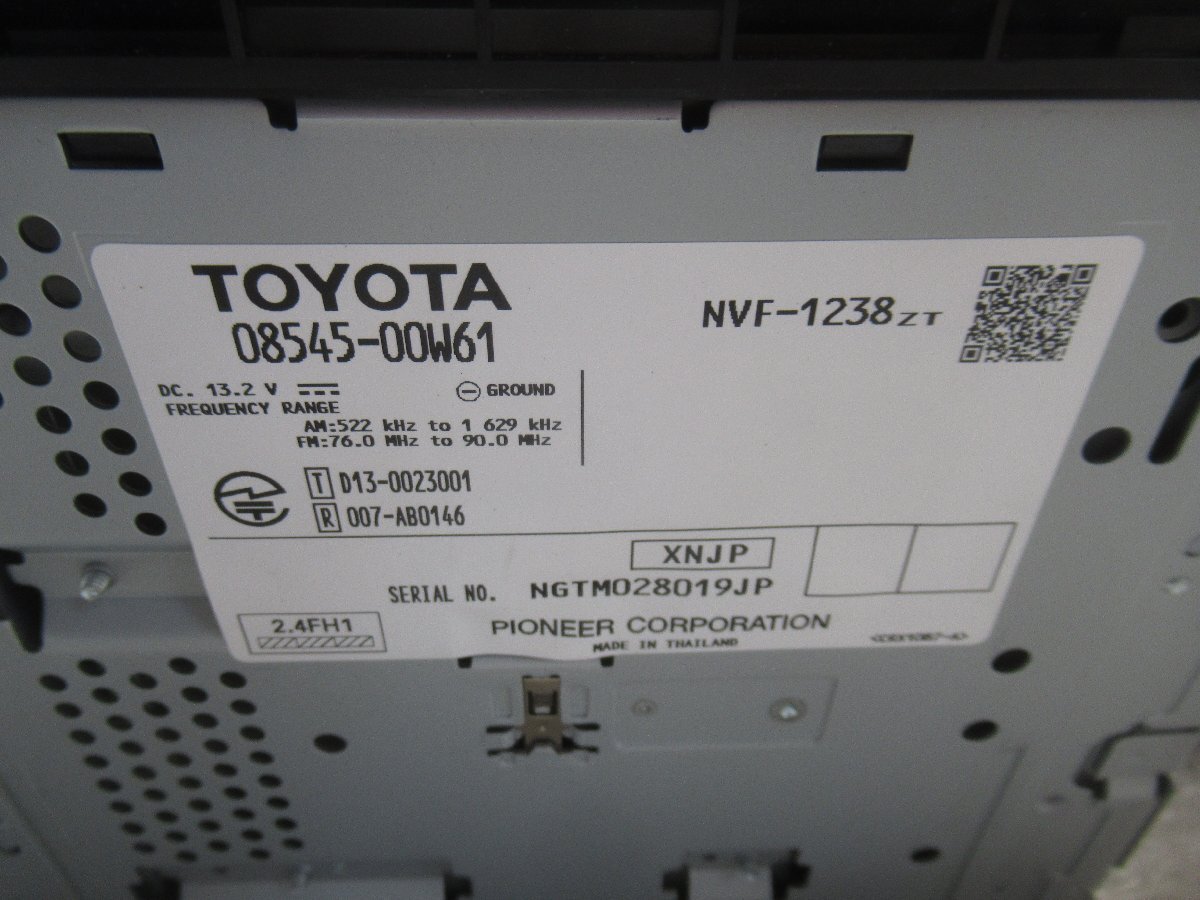 TOYOTA
08545-00W61
NVF-1238ZT
DC. 13.2 V
GROUND
FREQUENCY RANGE
AM:522 kHz to 1 629 kHz
FM:76.0 MHz to 90.0 MHz
T D13-0023001
R 007-AB0146
XNJP
SERIAL NO. NGTM028019JP
2.4FH1
PIONEER CORPORATION
MADE IN THAILAND